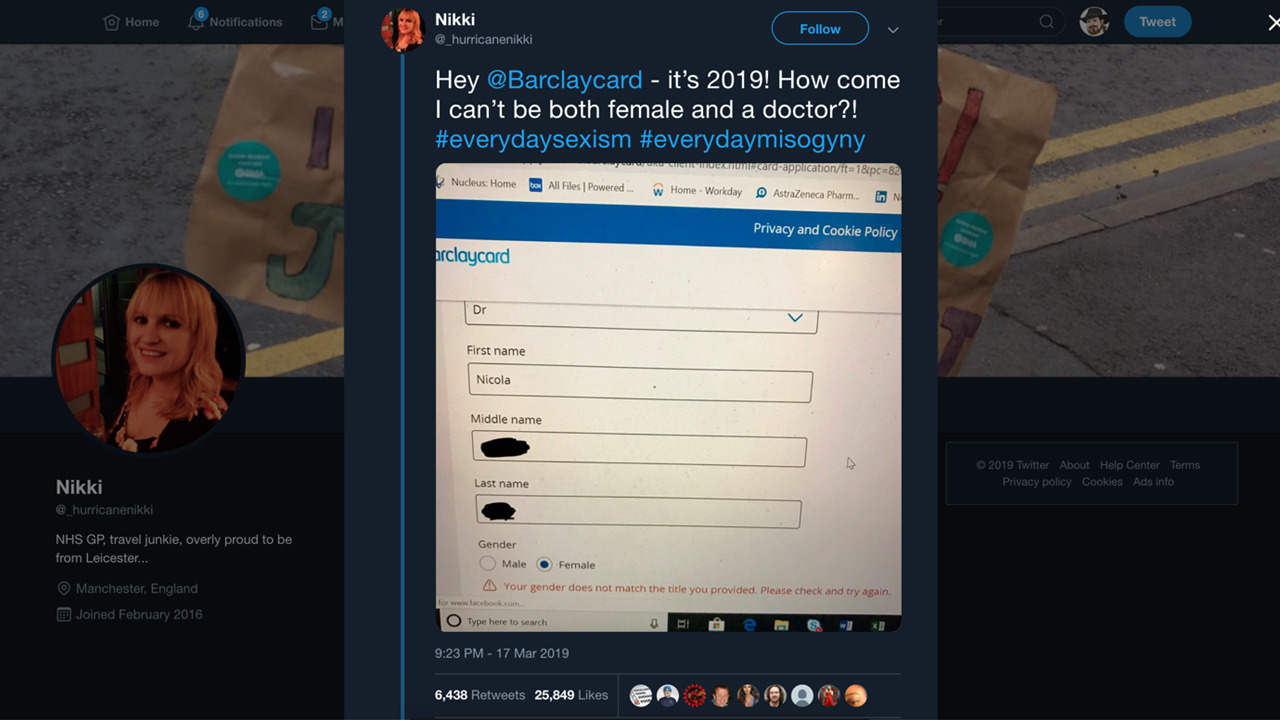 Home
6
Notifications
2
M
Tweet
Nikki
@_hurricanenikki
Follow
Hey @Barclaycard - it’s 2019! How come
I can’t be both female and a doctor?!
#everydaysexism #everydaymisogyny
client-index.html#card-application/ft=1&pc=82
Nucleus: Home
box
All Files | Powered ...
Home - Workday
AstraZeneca Pharm...
in
Privacy and Cookie Policy
arclaycard
Dr
First name
Nicola
Middle name
Last name
Gender
Male
Female
Your gender does not match the title you provided. Please check and try again.
for www.facebook.com...
Type here to search
9:23 PM - 17 Mar 2019
6,438 Retweets 25,849 Likes
Nikki
@_hurricanenikki
NHS GP, travel junkie, overly proud to be
from Leicester...
Manchester, England
Joined February 2016
© 2019 Twitter About Help Center Terms
Privacy policy Cookies Ads info